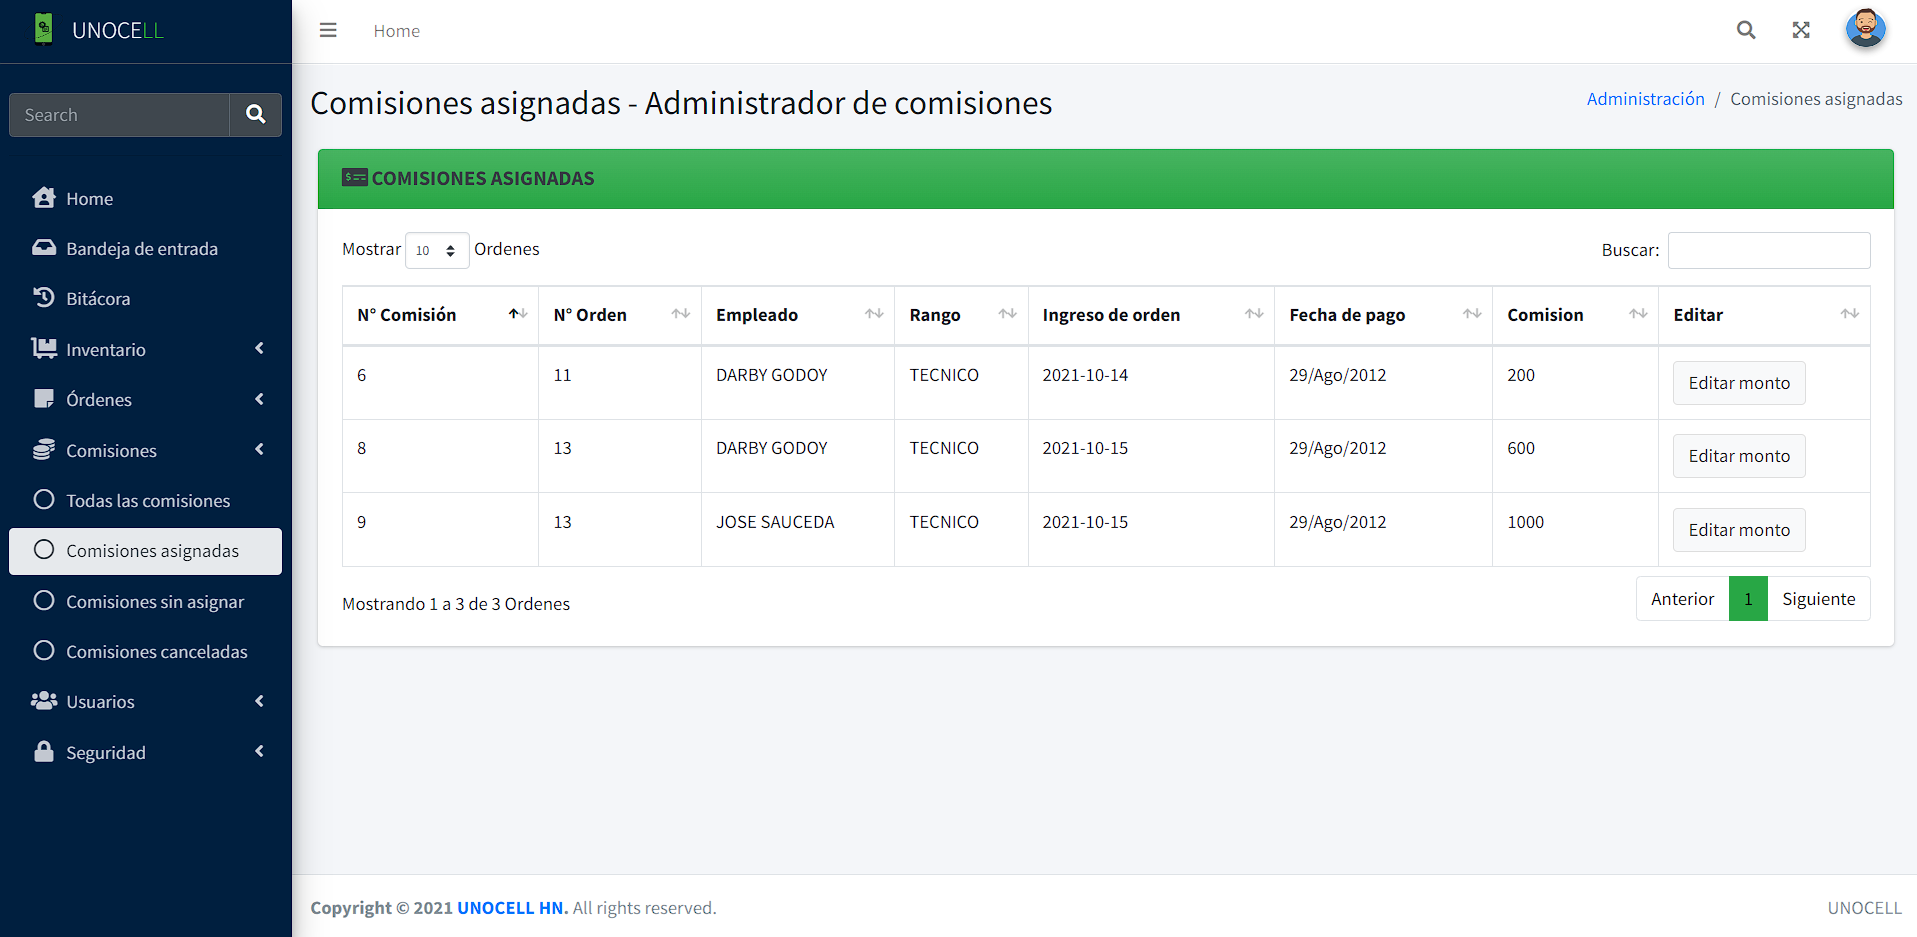 UNOCELL
Home
Search
Home
Bandeja de entrada
Bitácora
Inventario
Órdenes
Comisiones
Todas las comisiones
Comisiones asignadas
Comisiones sin asignar
Comisiones canceladas
Usuarios
Seguridad
Comisiones asignadas - Administrador de comisiones
Administración / Comisiones asignadas
COMISIONES ASIGNADAS
Mostrar 10 Ordenes
Buscar:
N° Comisión N° Orden Empleado Rango Ingreso de orden Fecha de pago Comision Editar
6 11 DARBY GODOY TECNICO 2021-10-14 29/Ago/2012 200 Editar monto
8 13 DARBY GODOY TECNICO 2021-10-15 29/Ago/2012 600 Editar monto
9 13 JOSE SAUCEDA TECNICO 2021-10-15 29/Ago/2012 1000 Editar monto
Mostrando 1 a 3 de 3 Ordenes
Anterior 1 Siguiente
Copyright © 2021 UNOCELL HN. All rights reserved.
UNOCELL